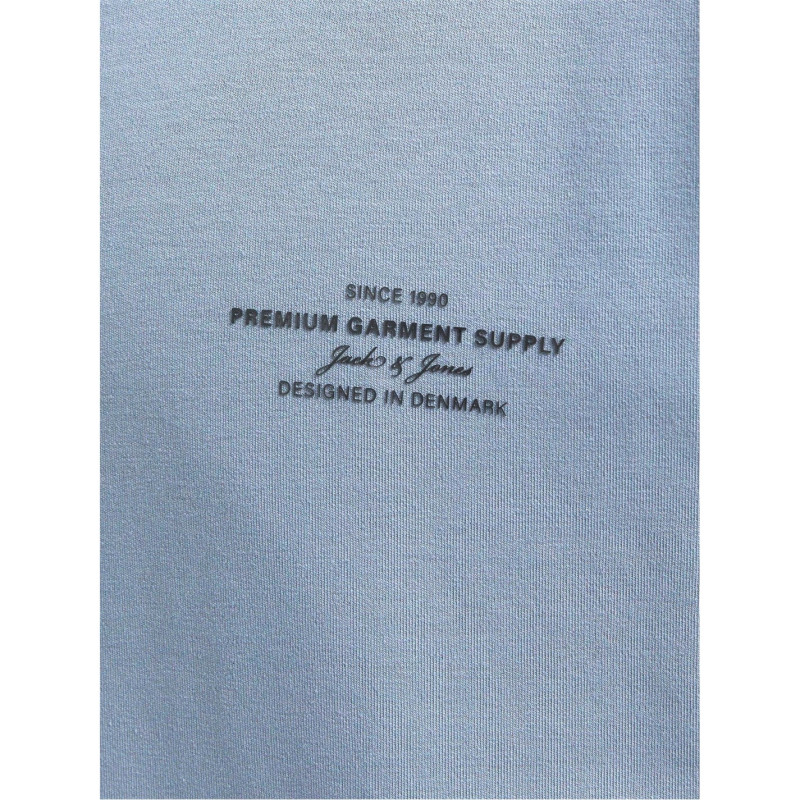 SINCE 1990
PREMIUM GARMENT SUPPLY
Jack & Jones
DESIGNED IN DENMARK